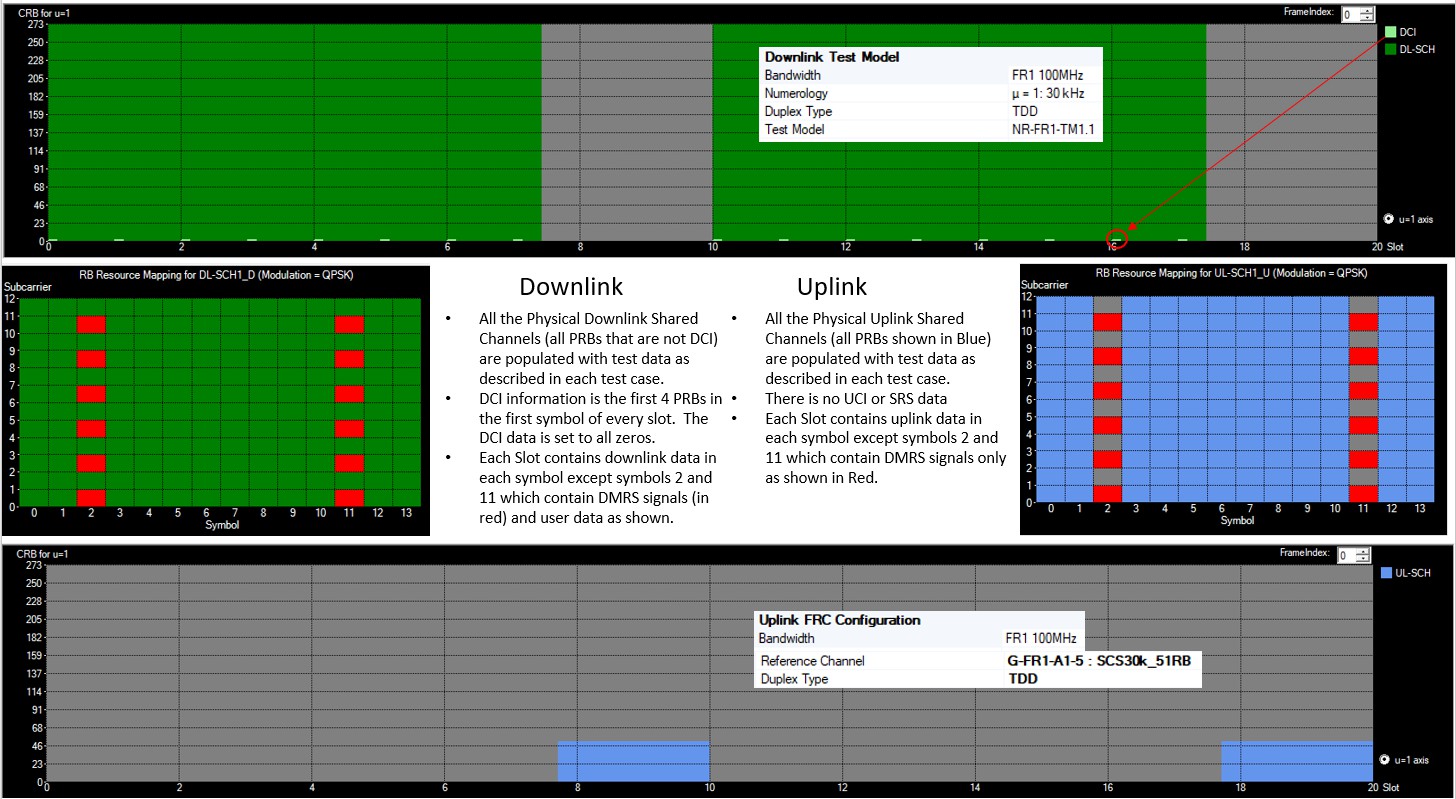 CRB for u=1
FrameIndex: 0
273
250
228
205
182
159
137
114
91
68
46
23
0
0 2 4 6 8 10 12 14 16 18 20 Slot
DCI
DL-SCH
u=1 axis
Downlink Test Model
Bandwidth FR1 100MHz
Numerology µ = 1: 30 kHz
Duplex Type TDD
Test Model NR-FR1-TM1.1
RB Resource Mapping for DL-SCH1_D (Modulation = QPSK)
Subcarrier
12
11
10
9
8
7
6
5
4
3
2
1
0
0 1 2 3 4 5 6 7 8 9 10 11 12 13
Symbol
Downlink
• All the Physical Downlink Shared
Channels (all PRBs that are not DCI)
are populated with test data as
described in each test case.
• DCI information is the first 4 PRBs in
the first symbol of every slot. The
DCI data is set to all zeros.
• Each Slot contains downlink data in
each symbol except symbols 2 and
11 which contain DMRS signals (in
red) and user data as shown.
Uplink
• All the Physical Uplink Shared
Channels (all PRBs shown in Blue)
are populated with test data as
described in each test case.
• There is no UCI or SRS data
• Each Slot contains uplink data in
each symbol except symbols 2 and
11 which contain DMRS signals only
as shown in Red.
RB Resource Mapping for UL-SCH1_U (Modulation = QPSK)
Subcarrier
12
11
10
9
8
7
6
5
4
3
2
1
0
0 1 2 3 4 5 6 7 8 9 10 11 12 13
Symbol
CRB for u=1
FrameIndex: 0
273
250
228
205
182
159
137
114
91
68
46
23
0
0 2 4 6 8 10 12 14 16 18 20 Slot
UL-SCH
u=1 axis
Uplink FRC Configuration
Bandwidth FR1 100MHz
Reference Channel G-FR1-A1-5 : SCS30k_51RB
Duplex Type TDD